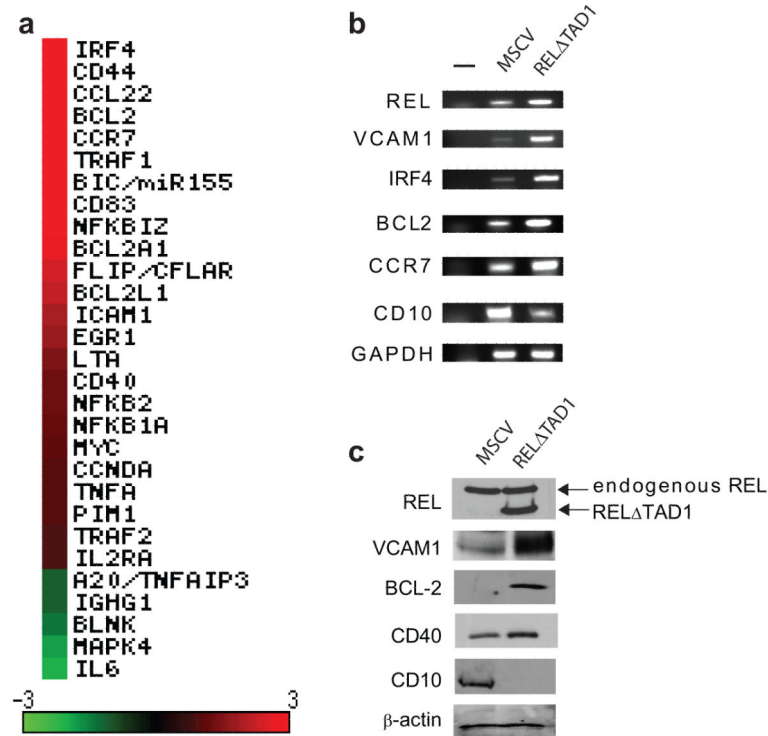 a
IRF4
CD44
CCL22
BCL2
CCR7
TRAF1
BIC/miR155
CD83
NFKBIZ
BCL2A1
FLIP/CFLAR
BCL2L1
ICAM1
EGR1
LTA
CD40
NFKB2
NFKB1A
MYC
CCNDA
TNFA
PIM1
TRAF2
IL2RA
A20/TNFAIP3
IGHG1
BLNK
MAPK4
IL6
-3 3
b
— MSCV RELΔTAD1
REL
VCAM1
IRF4
BCL2
CCR7
CD10
GAPDH
c
MSCV RELΔTAD1
REL
endogenous REL
RELΔTAD1
VCAM1
BCL-2
CD40
CD10
β-actin